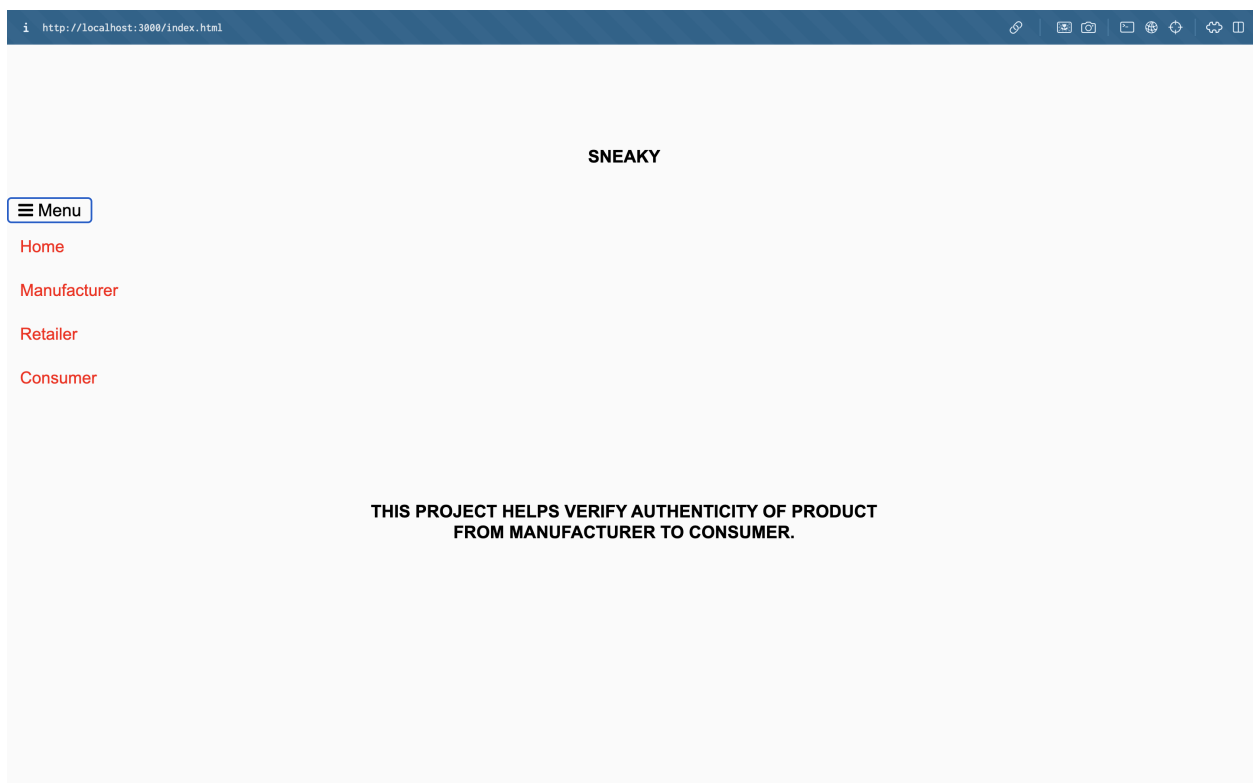 i http://localhost:3000/index.html
SNEAKY
Menu
Home
Manufacturer
Retailer
Consumer
THIS PROJECT HELPS VERIFY AUTHENTICITY OF PRODUCT
FROM MANUFACTURER TO CONSUMER.